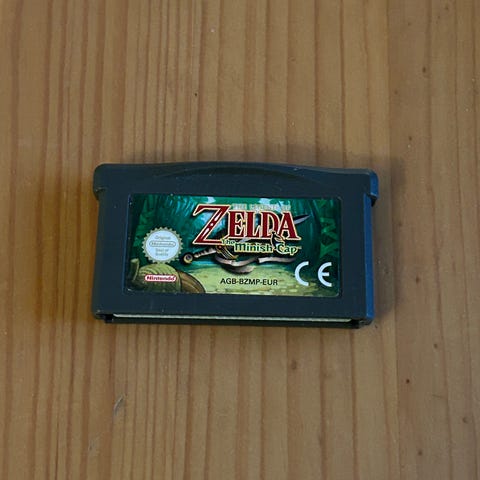 THE LEGEND OF
ZELDA
The Minish Cap
Original
Nintendo
Seal of
Quality
Nintendo
CE
AGB-BZMP-EUR